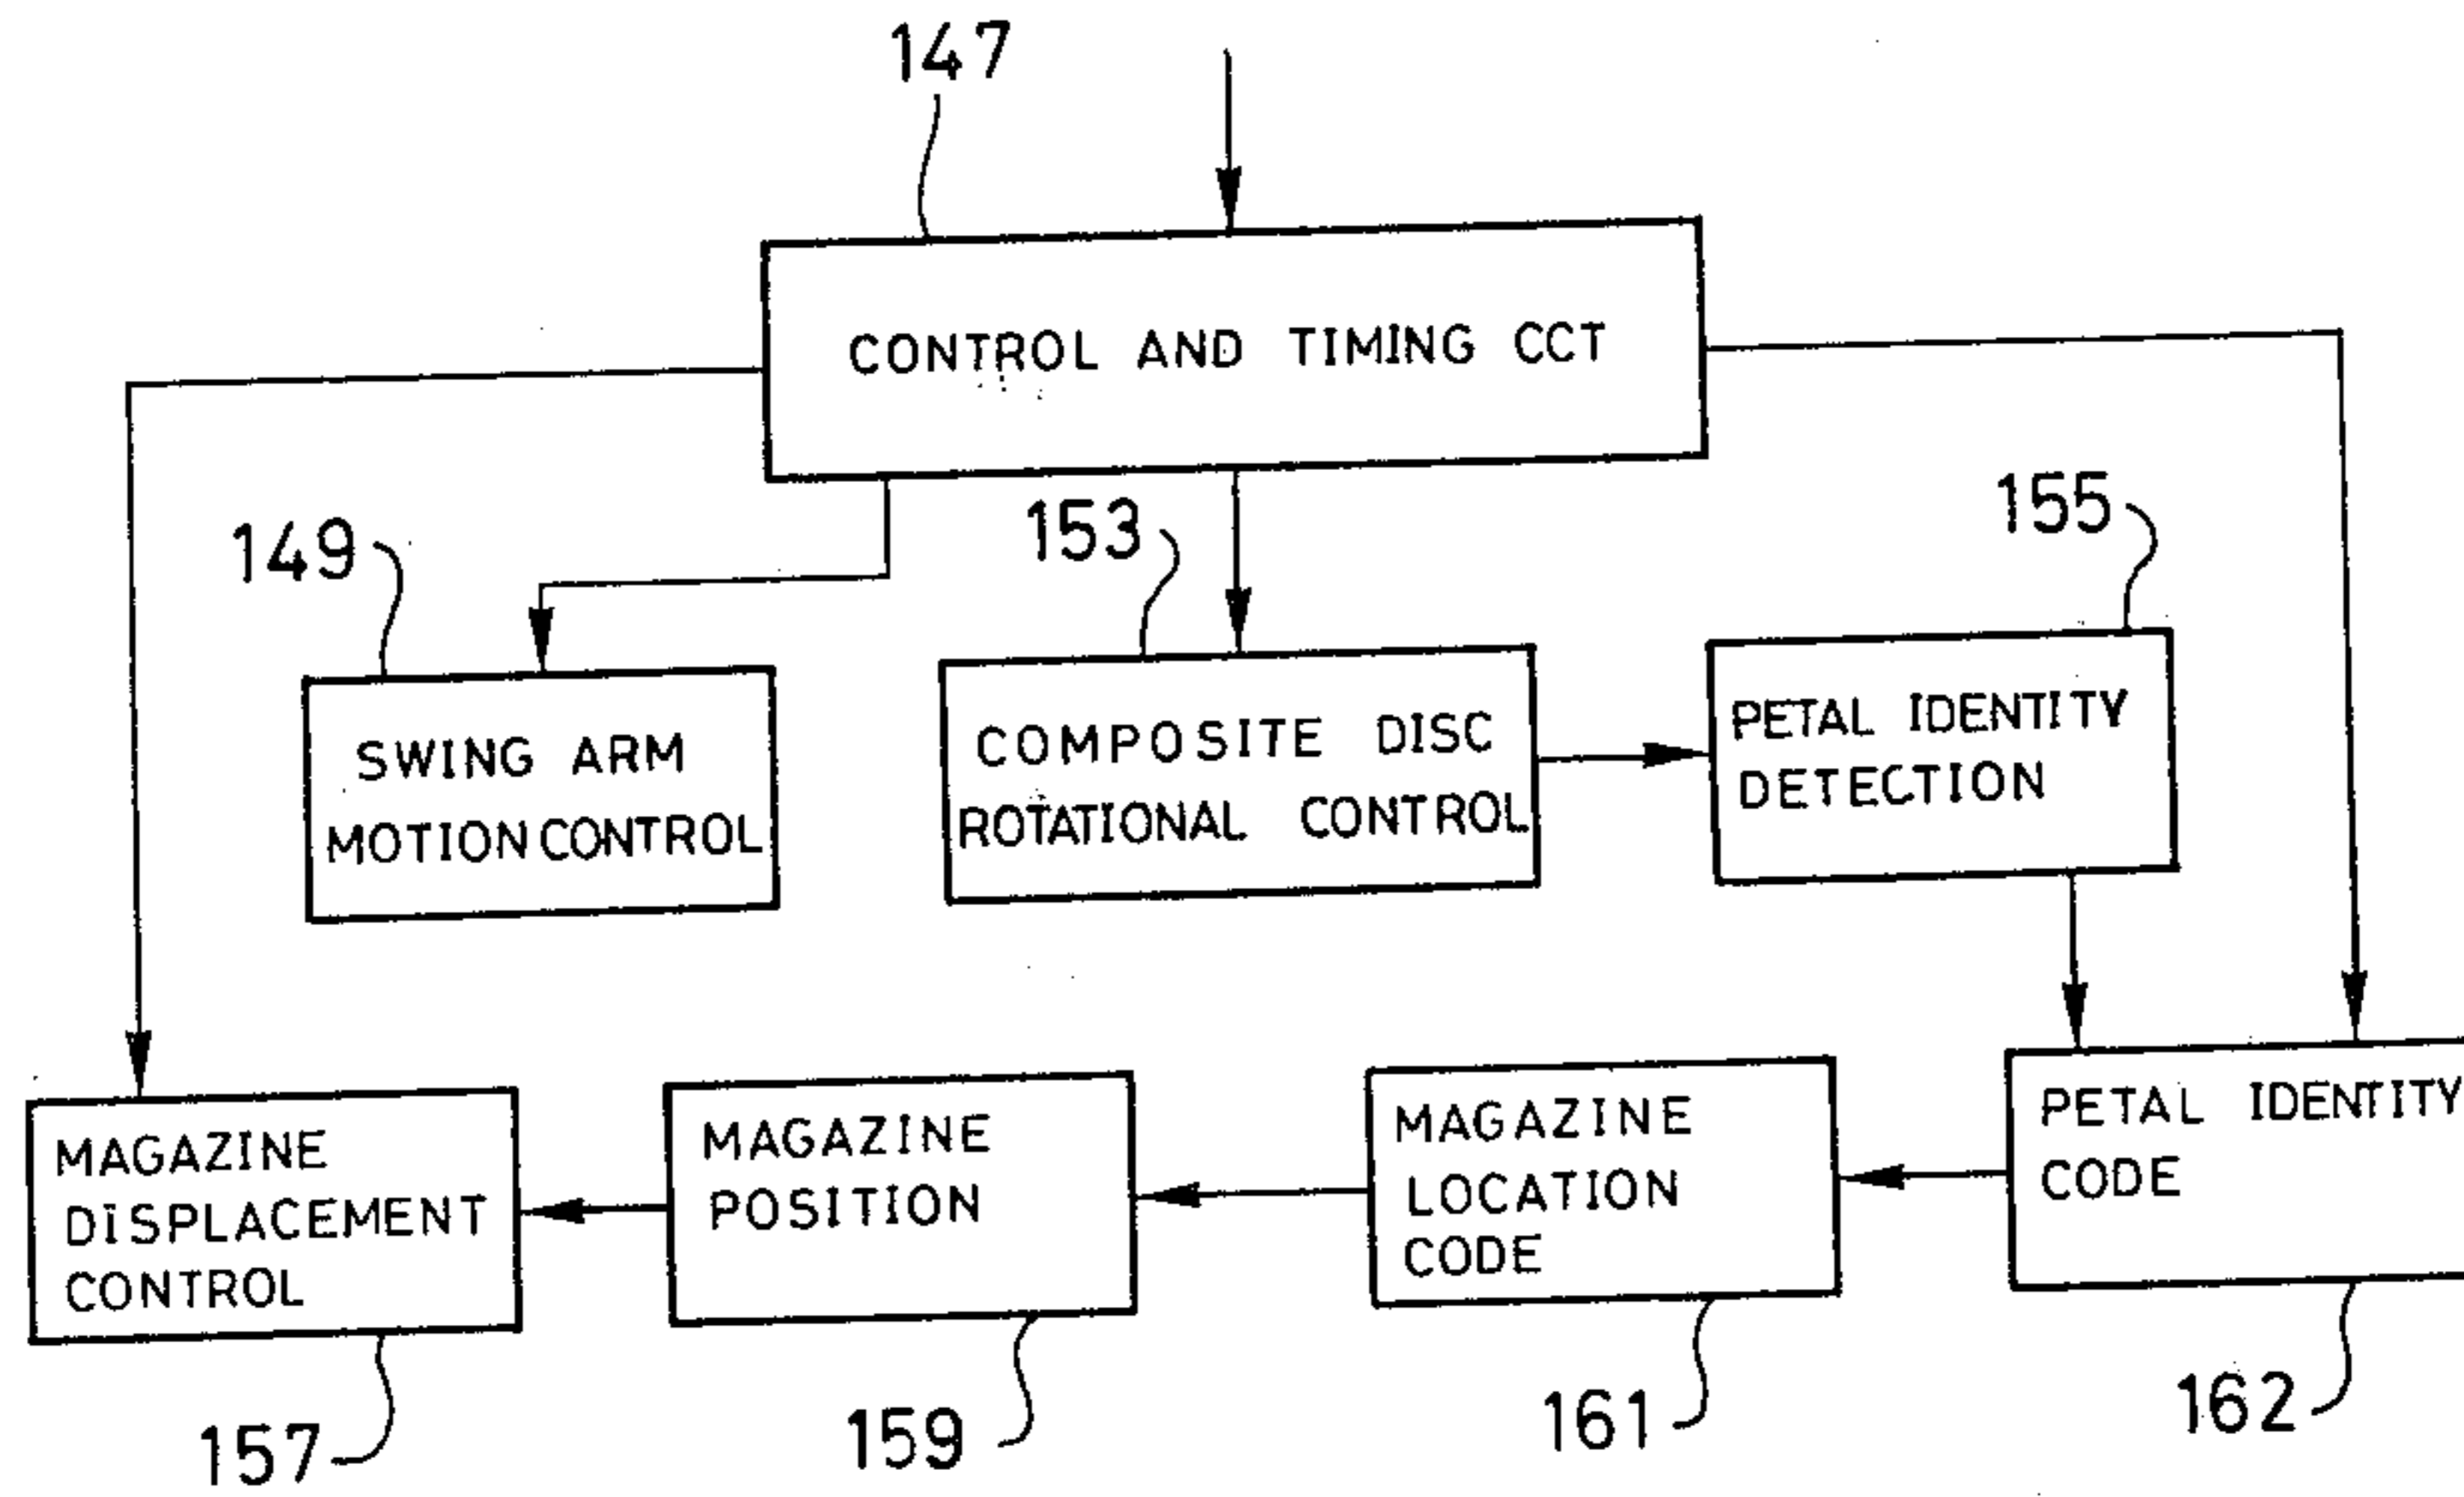 147
CONTROL AND TIMING CCT
149
153
155
SWING ARM
MOTION CONTROL
COMPOSITE DISC
ROTATIONAL CONTROL
PETAL IDENTITY
DETECTION
MAGAZINE
DISPLACEMENT
CONTROL
MAGAZINE
POSITION
MAGAZINE
LOCATION
CODE
PETAL IDENTITY
CODE
157
159
161
162